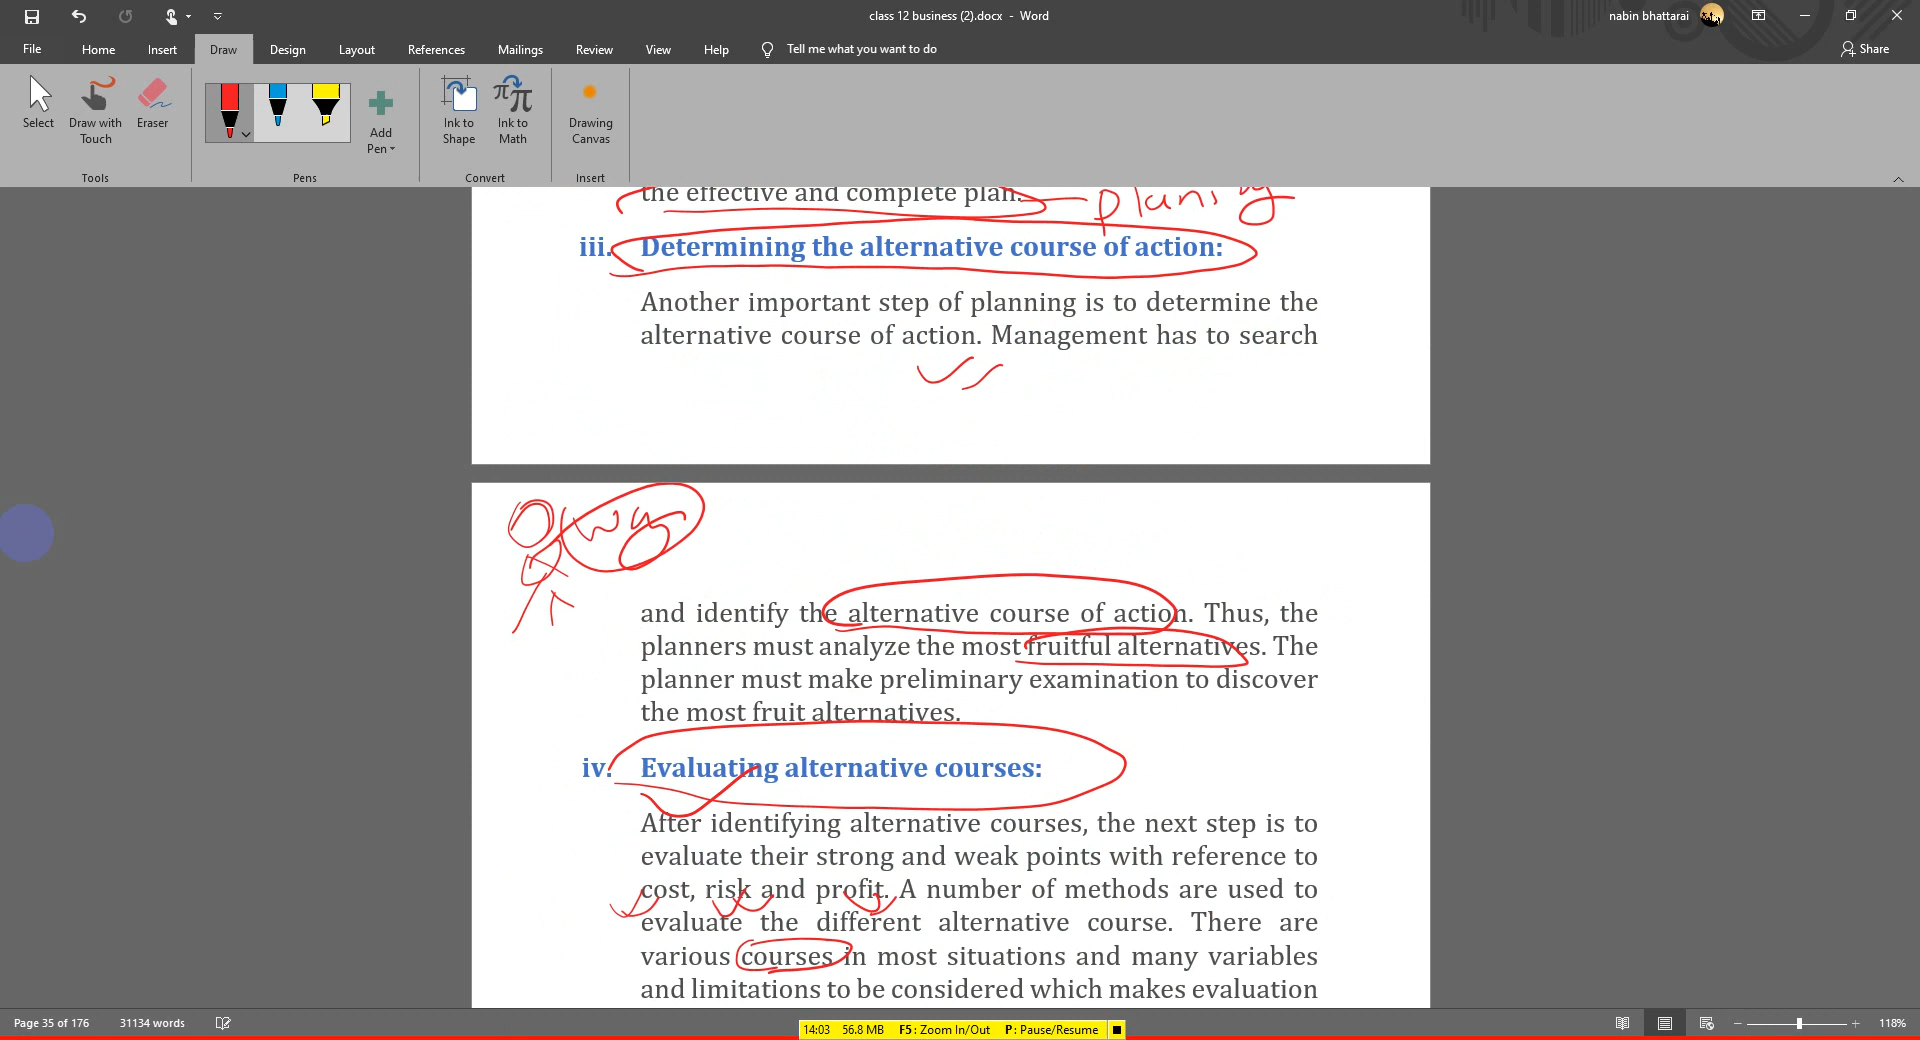 class 12 business (2).docx - Word
nabin bhattarai
File Home Insert Draw Design Layout References Mailings Review View Help Tell me what you want to do Share
Select
Draw with Touch
Eraser
Add Pen
Ink to Shape
Ink to Math
Drawing Canvas
Tools Pens Convert Insert
the effective and complete plan.
planing
iii. Determining the alternative course of action:
Another important step of planning is to determine the
alternative course of action. Management has to search
and identify the alternative course of action. Thus, the
planners must analyze the most fruitful alternatives. The
planner must make preliminary examination to discover
the most fruit alternatives.
iv. Evaluating alternative courses:
After identifying alternative courses, the next step is to
evaluate their strong and weak points with reference to
cost, risk and profit. A number of methods are used to
evaluate the different alternative course. There are
various courses in most situations and many variables
and limitations to be considered which makes evaluation
Page 35 of 176 31134 words
14:03 56.8 MB F5: Zoom In/Out P: Pause/Resume
118%